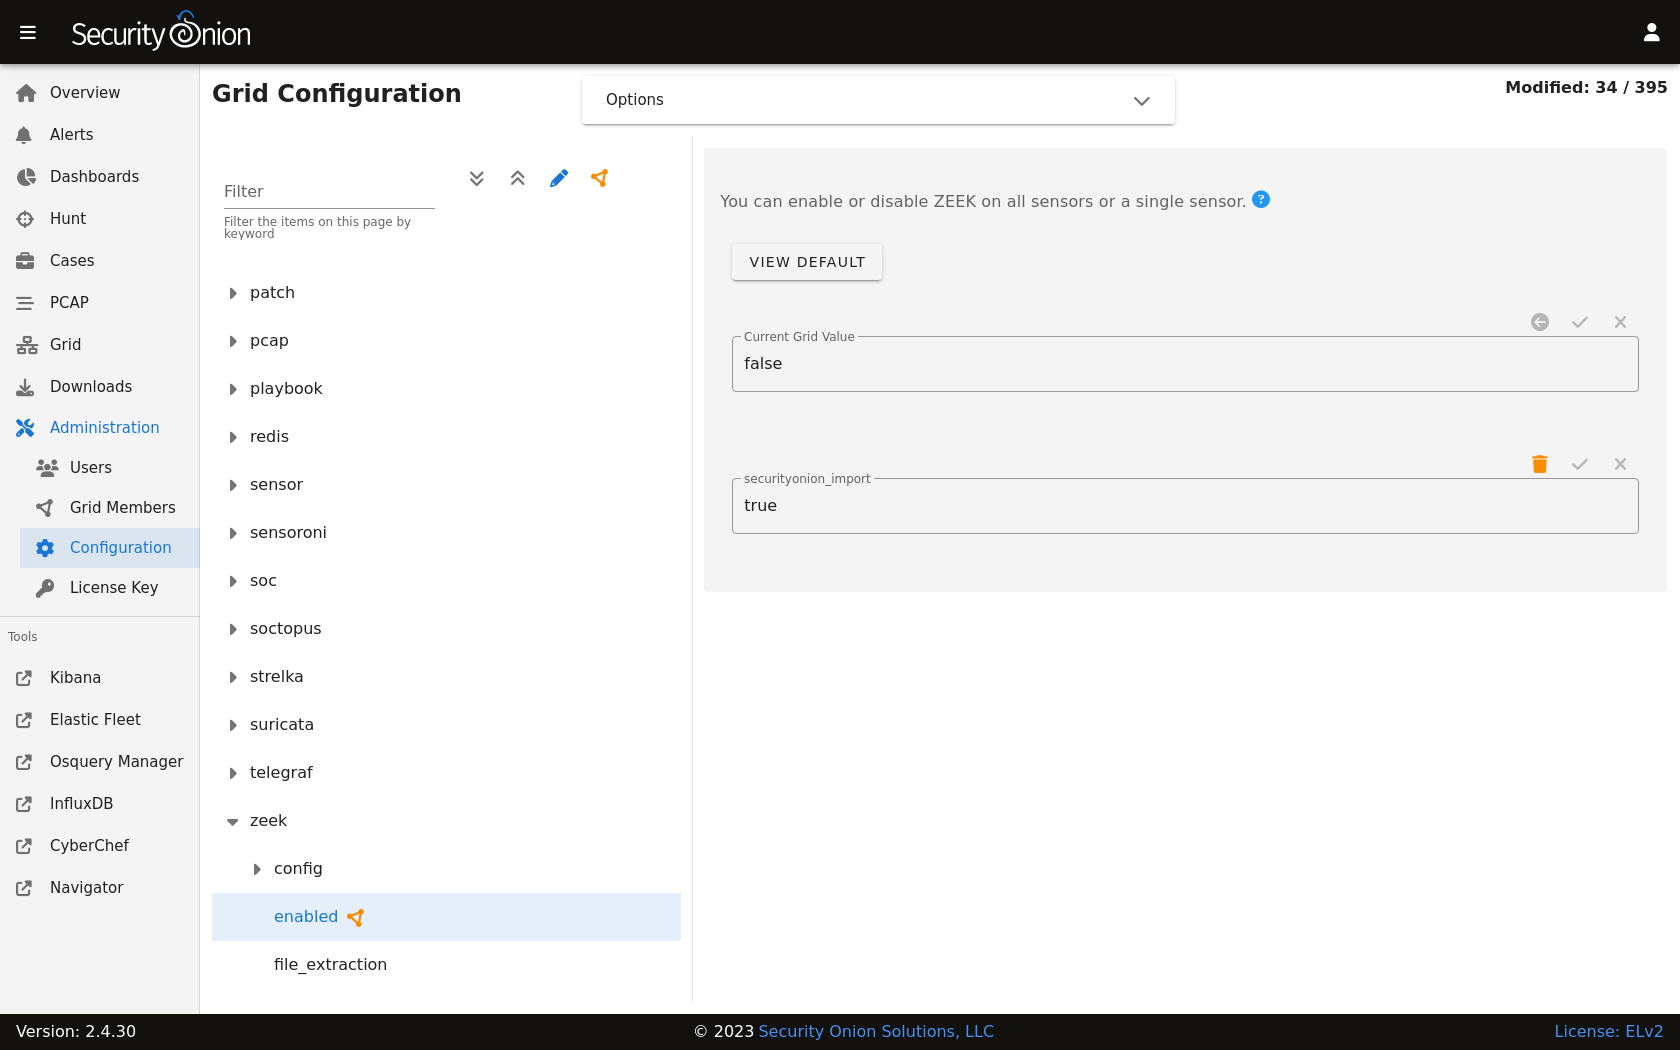 Security Onion
Overview
Alerts
Dashboards
Hunt
Cases
PCAP
Grid
Downloads
Administration
Users
Grid Members
Configuration
License Key
Tools
Kibana
Elastic Fleet
Osquery Manager
InfluxDB
CyberChef
Navigator
Grid Configuration
Options
Modified: 34 / 395
Filter
Filter the items on this page by
keyword
patch
pcap
playbook
redis
sensor
sensoroni
soc
soctopus
strelka
suricata
telegraf
zeek
config
enabled
file_extraction
You can enable or disable ZEEK on all sensors or a single sensor. ?
VIEW DEFAULT
Current Grid Value
false
securityonion_import
true
Version: 2.4.30
© 2023 Security Onion Solutions, LLC
License: ELv2